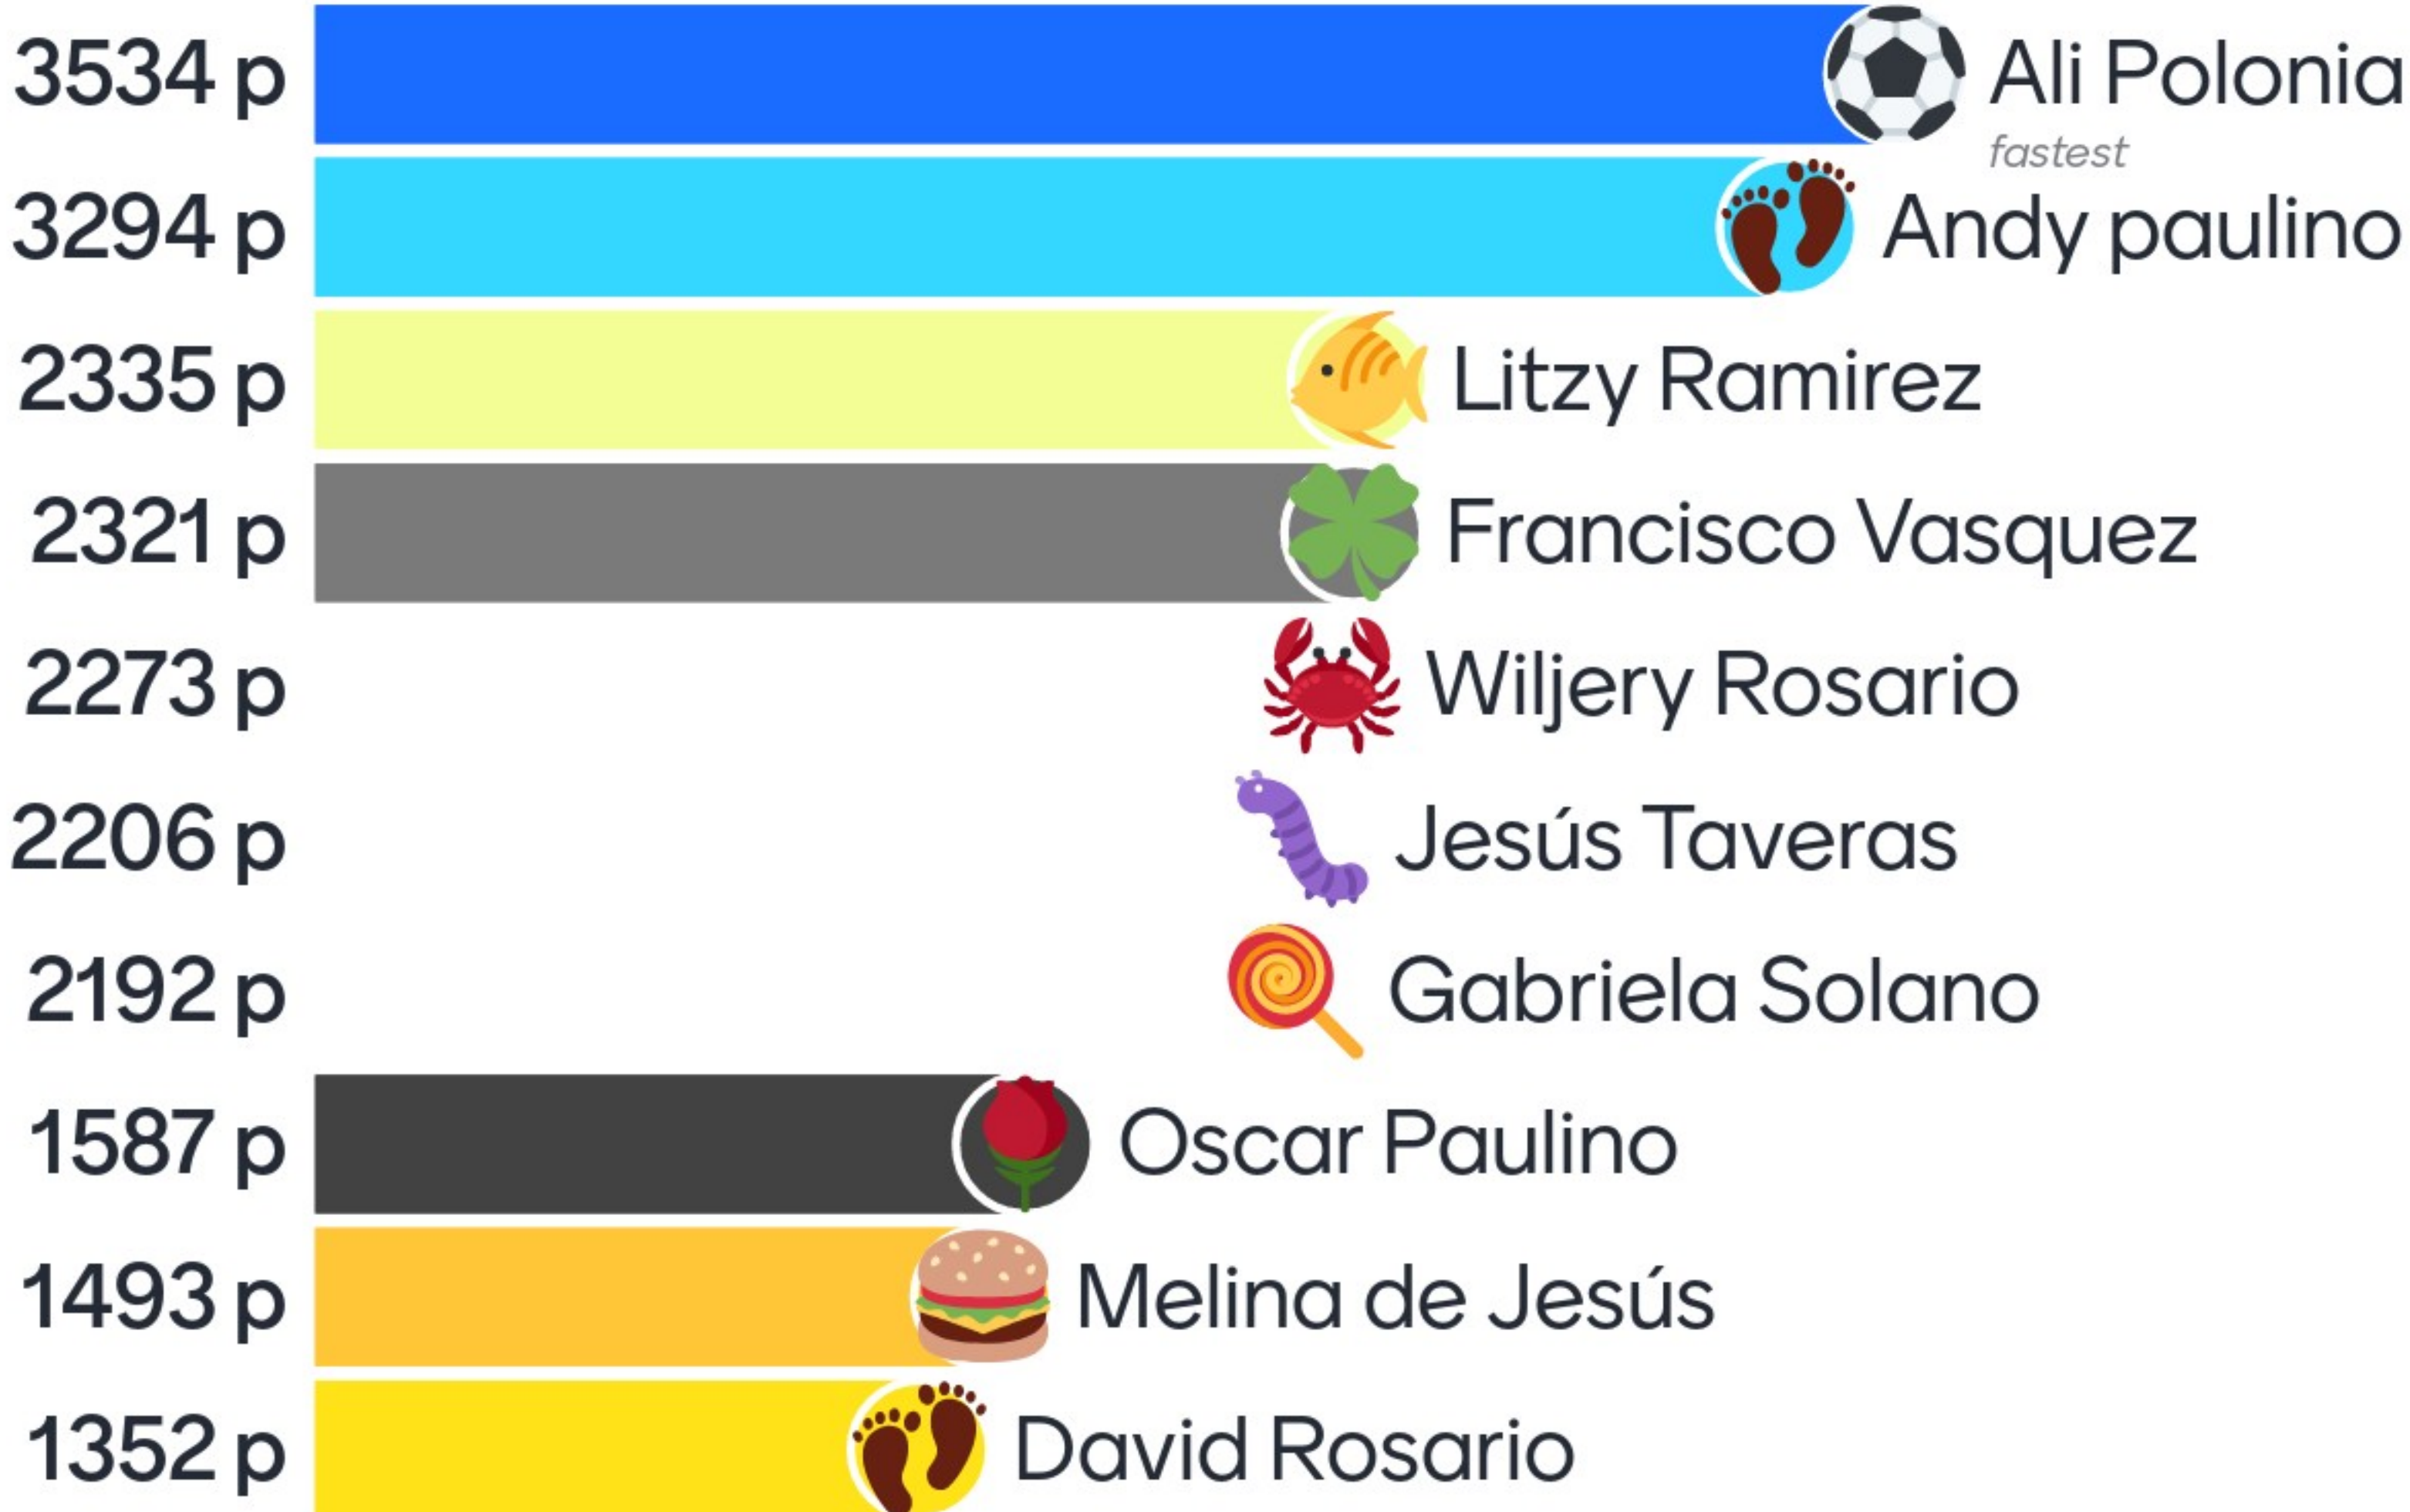 3534 p Ali Polonia
fastest
3294 p Andy paulino
2335 p Litzy Ramirez
2321 p Francisco Vasquez
2273 p Wiljery Rosario
2206 p Jesús Taveras
2192 p Gabriela Solano
1587 p Oscar Paulino
1493 p Melina de Jesús
1352 p David Rosario